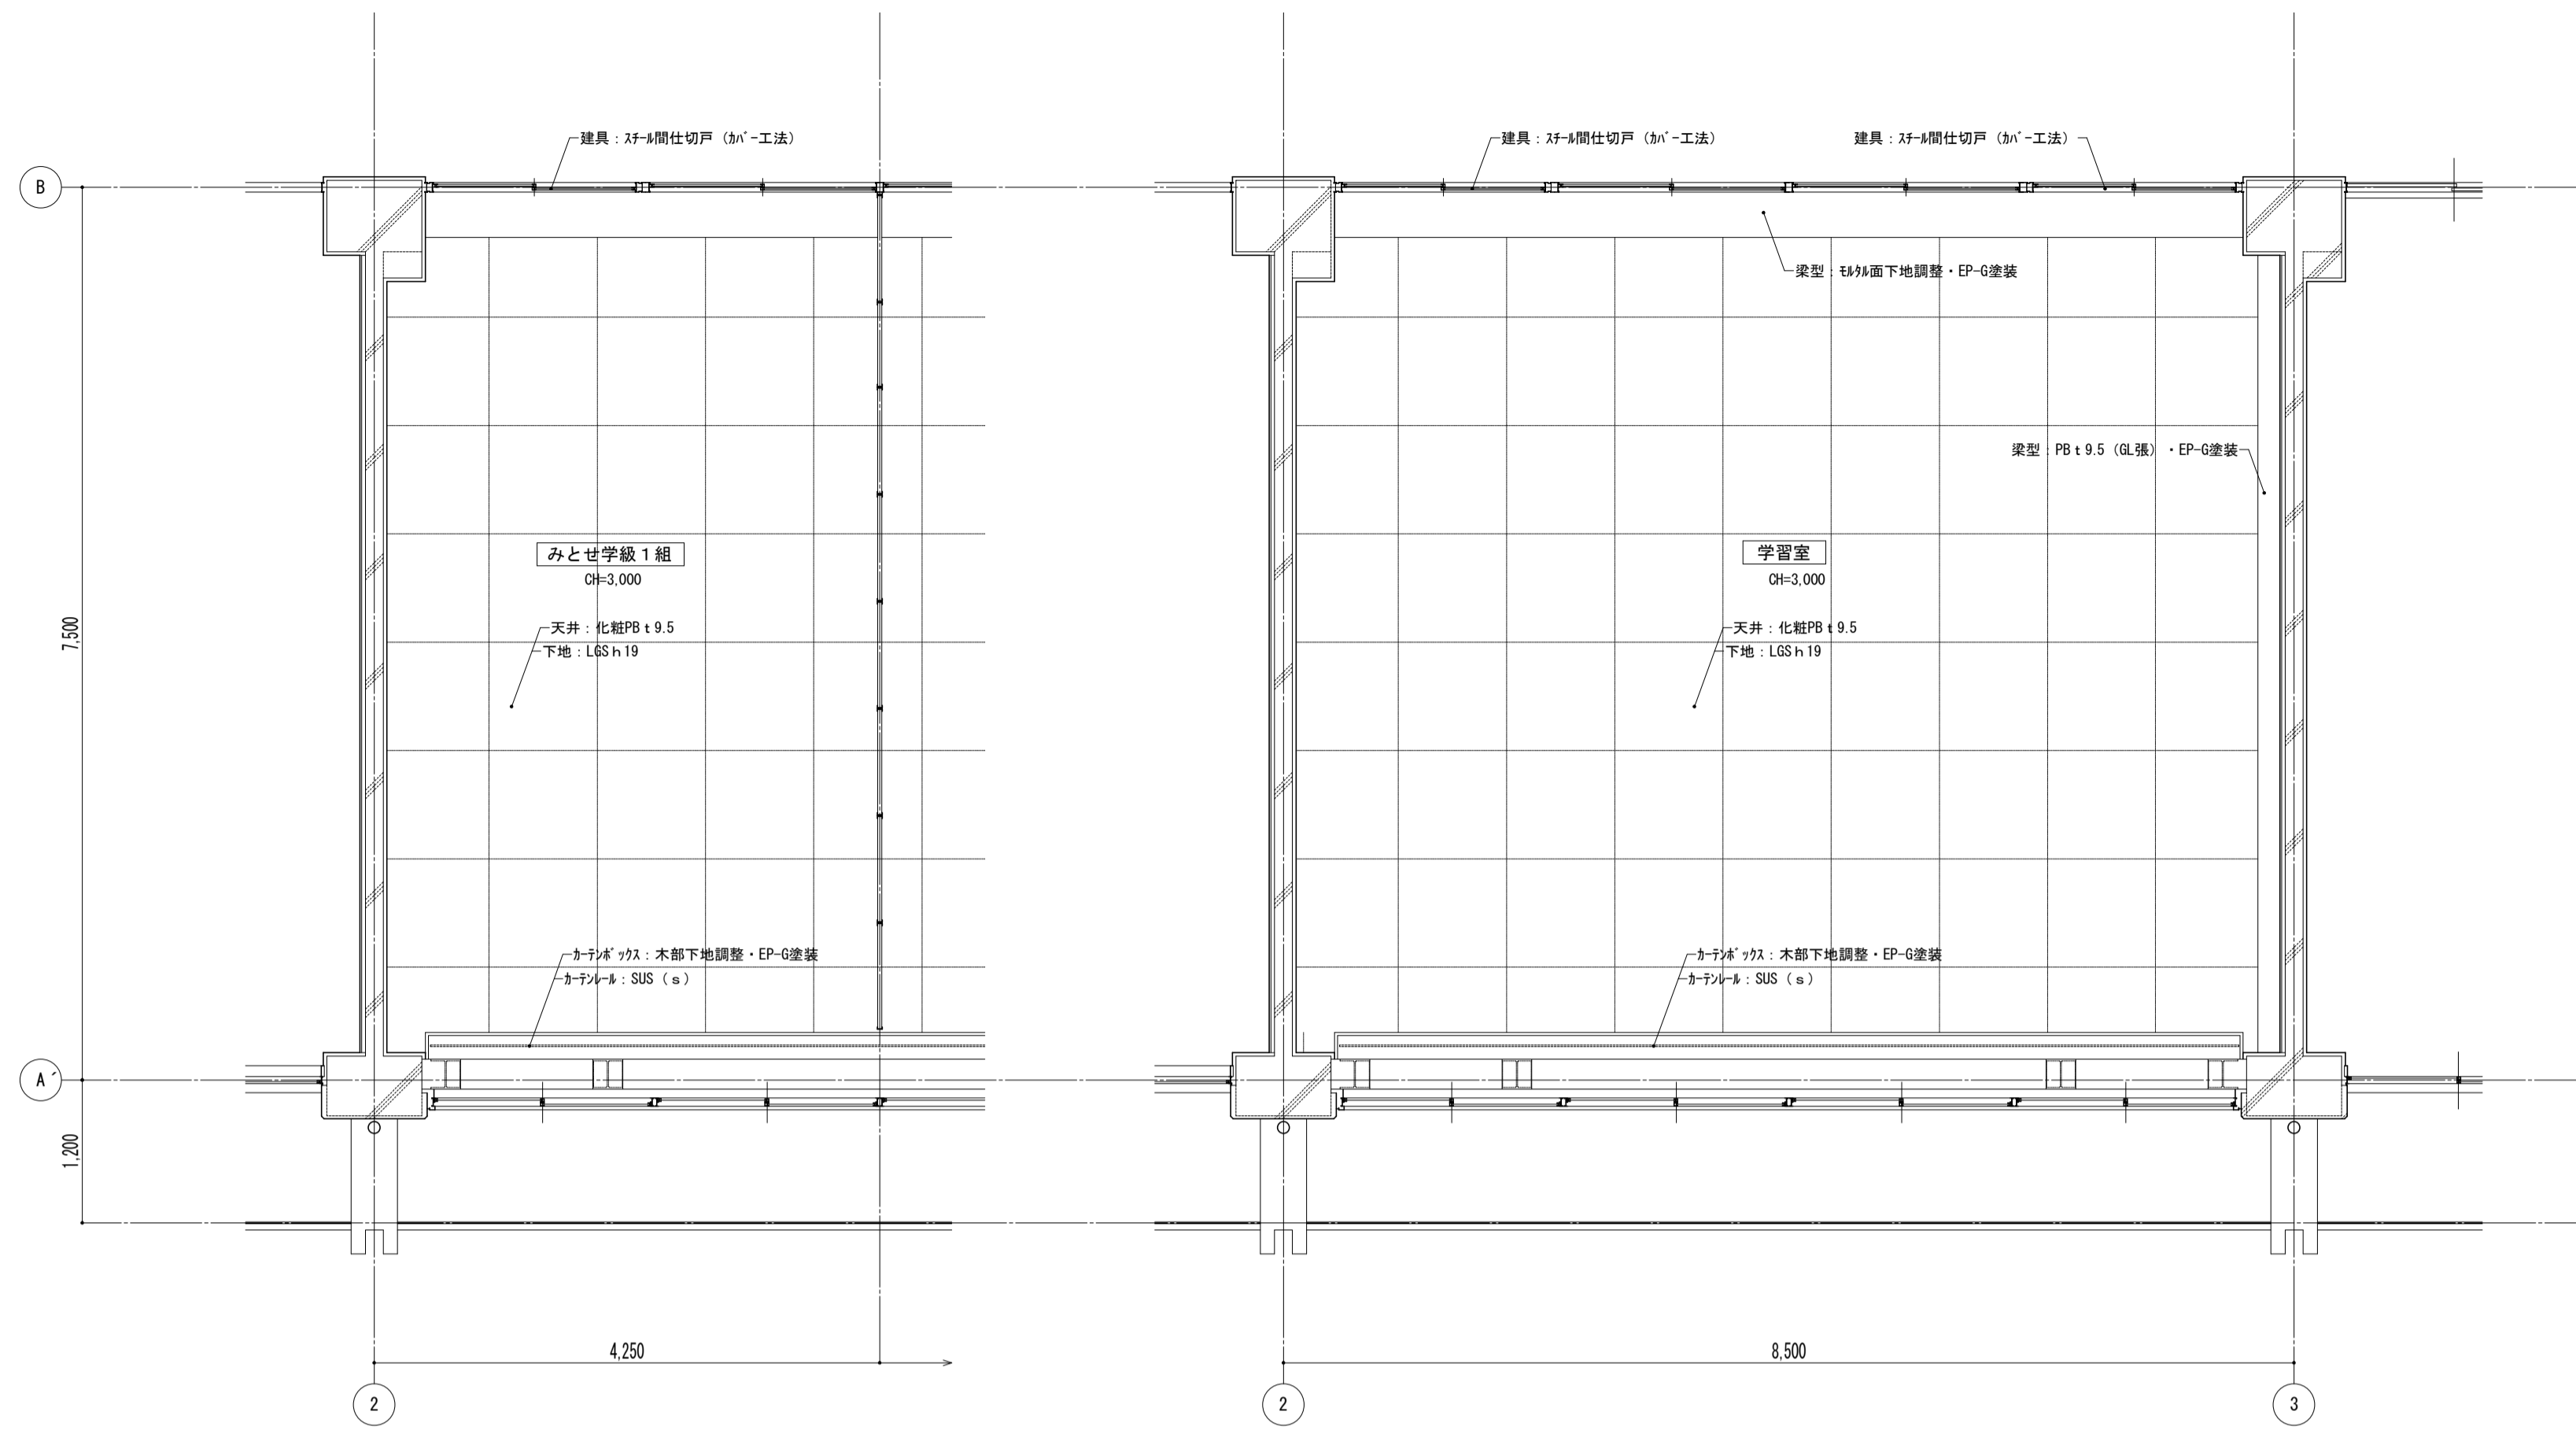 建具：ｽﾁｰﾙ間仕切戸（ｶﾊﾞｰ工法）
建具：ｽﾁｰﾙ間仕切戸（ｶﾊﾞｰ工法）
建具：ｽﾁｰﾙ間仕切戸（ｶﾊﾞｰ工法）
B
梁型：ﾓﾙﾀﾙ面下地調整・EP-G塗装
梁型：PBｔ9.5（GL張）・EP-G塗装
みとせ学級１組
CH=3,000
学習室
CH=3,000
7,500
天井：化粧PBｔ9.5
下地：LGSｈ19
天井：化粧PBｔ9.5
下地：LGSｈ19
ｶｰﾃﾝﾎﾞｯｸｽ：木部下地調整・EP-G塗装
ｶｰﾃﾝﾚｰﾙ：SUS（ｓ）
ｶｰﾃﾝﾎﾞｯｸｽ：木部下地調整・EP-G塗装
ｶｰﾃﾝﾚｰﾙ：SUS（ｓ）
A´
1,200
4,250
8,500
2
2
3